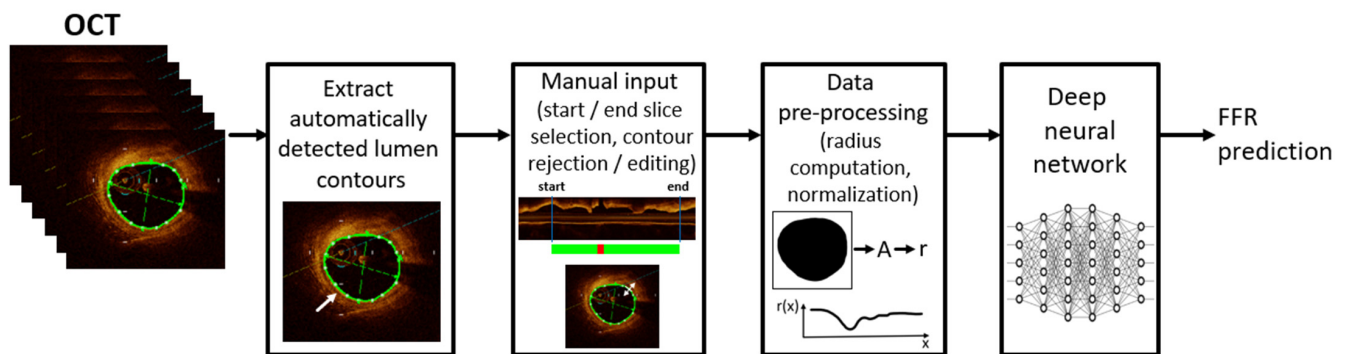 OCT
Extract
automatically
detected lumen
contours
Manual input
(start / end slice
selection, contour
rejection / editing)
start end
Data
pre-processing
(radius
computation,
normalization)
A r
r(x)
x
Deep
neural
network
FFR
prediction